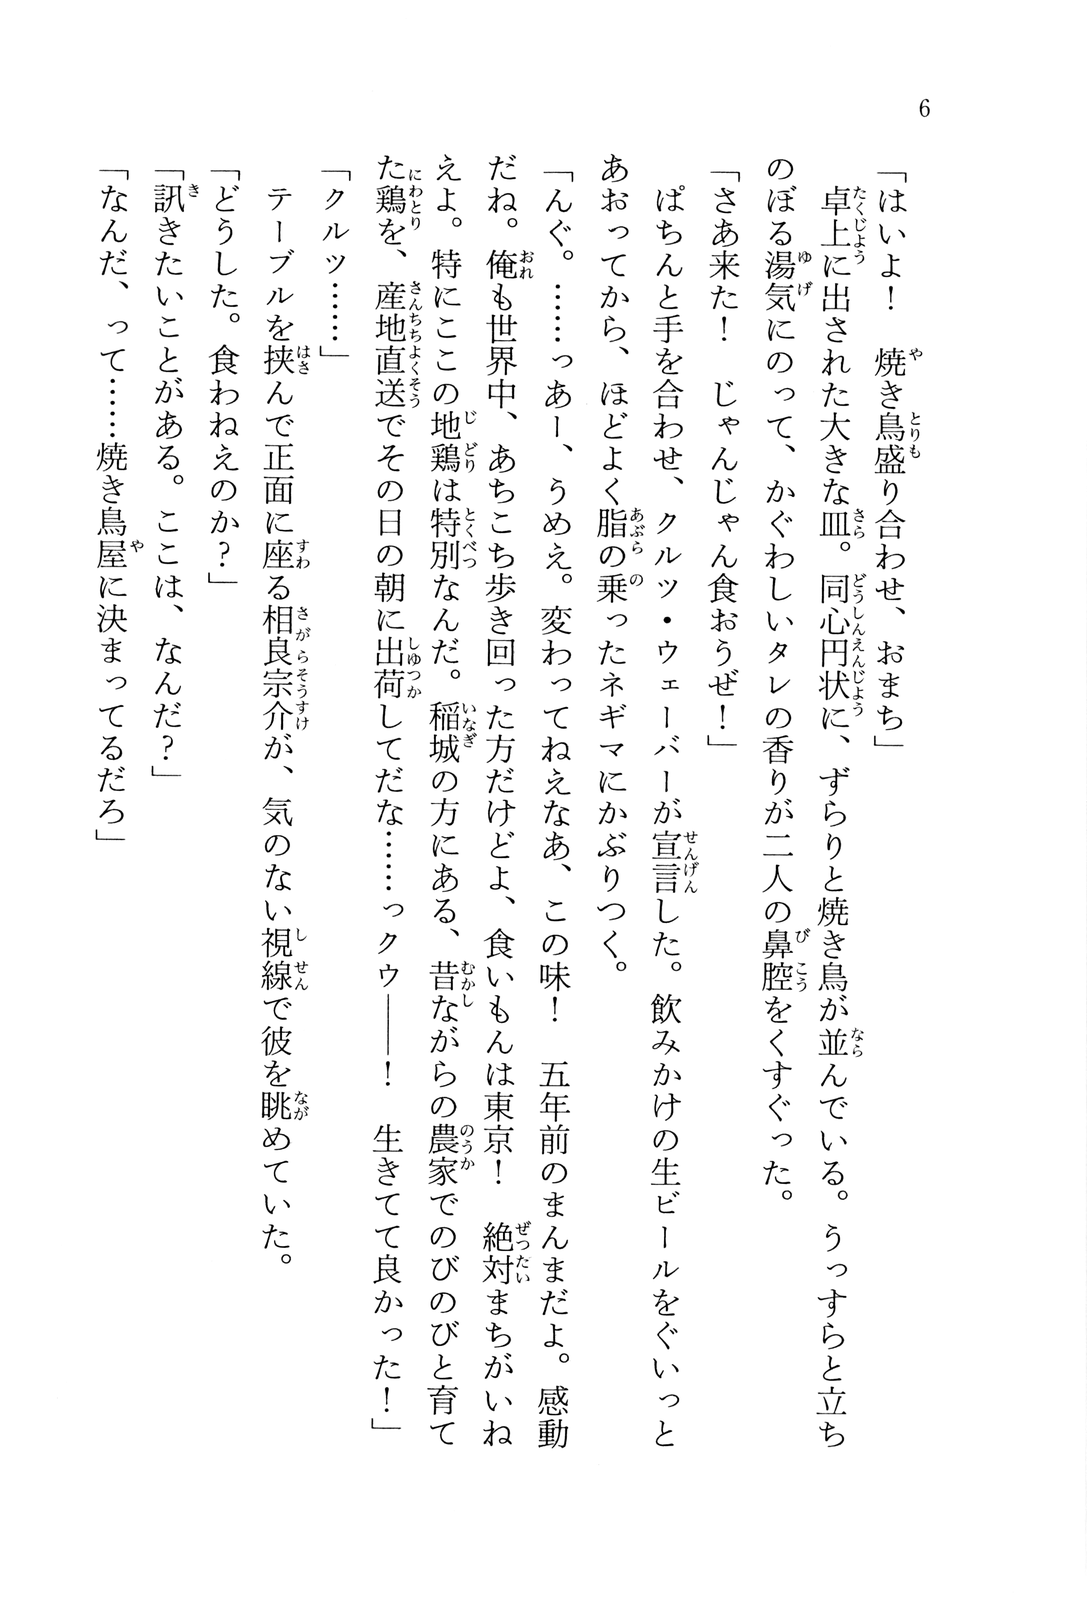 6
「はいよ！　焼き鳥盛り合わせ、おまち」
　卓上に出された大きな皿。同心円状に、ずらりと焼き鳥が並んでいる。うっすらと立ち
のぼる湯気にのって、かぐわしいタレの香りが二人の鼻腔をくすぐった。
「さあ来た！　じゃんじゃん食おうぜ！」
　ぱちんと手を合わせ、クルツ・ウェーバーが宣言した。飲みかけの生ビールをぐいっと
あおってから、ほどよく脂の乗ったネギマにかぶりつく。
「んぐ。……っあー、うめえ。変わってねえなあ、この味！　五年前のまんまだよ。感動
だね。俺も世界中、あちこち歩き回った方だけどよ、食いもんは東京！　絶対まちがいね
えよ。特にここの地鶏は特別なんだ。稲城の方にある、昔ながらの農家でのびのびと育て
た鶏を、産地直送でその日の朝に出荷してだな……っクゥ――！　生きてて良かった！」
「クルツ……」
　テーブルを挟んで正面に座る相良宗介が、気のない視線で彼を眺めていた。
「どうした。食わねえのか？」
「訊きたいことがある。ここは、なんだ？」
「なんだ、って……焼き鳥屋に決まってるだろ」